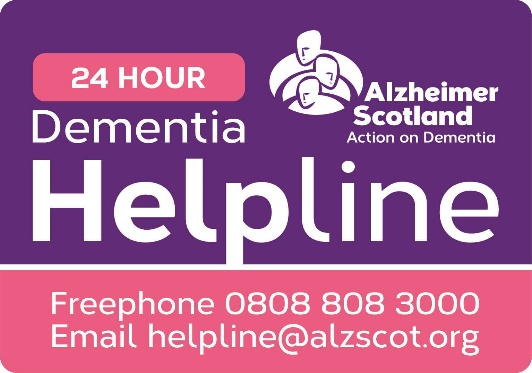 24 HOUR
Dementia
Helpline
Alzheimer
Scotland
Action on Dementia
Freephone 0808 808 3000
Email helpline@alzscot.org